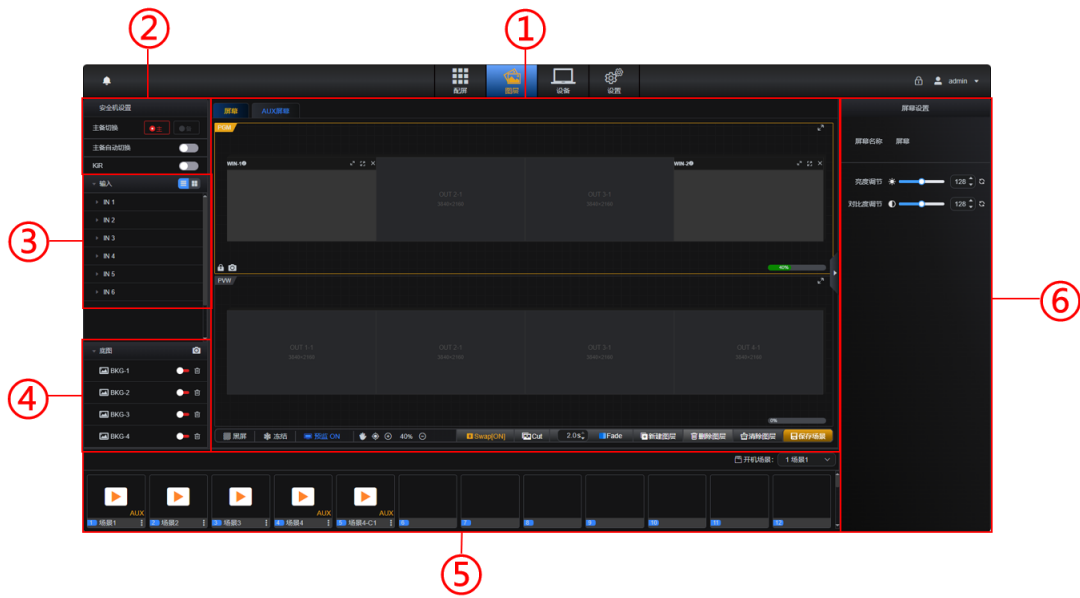 ②
①
配屏
图层
设备
设置
admin
安全机设置
屏幕
AUX屏幕
屏幕设置
主备切换
主
备
PGM
主备自动切换
屏幕名称 屏幕
KR
WIN-1
WIN-2
输入
亮度调节
128
IN 1
OUT 2-1
OUT 3-1
3840×2160
3840×2160
对比度调节
128
IN 2
③
IN 3
IN 4
IN 5
40%
PVW
IN 6
⑥
底图
OUT 1-1
OUT 2-1
OUT 3-1
OUT 4-1
3840×2160
3840×2160
3840×2160
3840×2160
BKG-1
BKG-2
④
BKG-3
0%
BKG-4
黑屏
冻结
预监 ON
40%
Swap[ON]
Cut
2.0s
Fade
新建图层
删除图层
清除图层
保存场景
开机场景:
1 场景1
AUX
AUX
AUX
1 场景1
2 场景2
3 场景3
4 场景4
5 场景4-C1
6
7
8
9
10
11
12
⑤